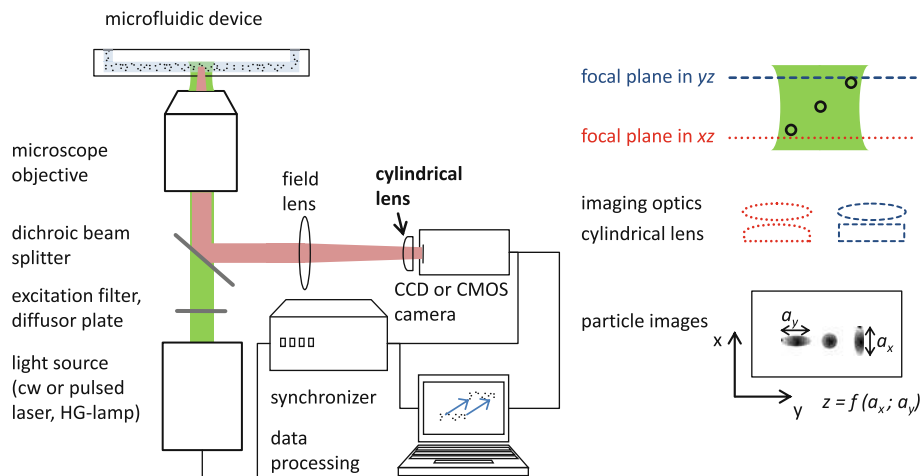 microfluidic device
microscope
objective
dichroic beam
splitter
excitation filter,
diffusor plate
light source
(cw or pulsed
laser, HG-lamp)
field
lens
cylindrical
lens
CCD or CMOS
camera
synchronizer
data
processing
focal plane in yz
focal plane in xz
imaging optics
cylindrical lens
particle images
a_y
a_x
x
y
z = f (a_x ; a_y)